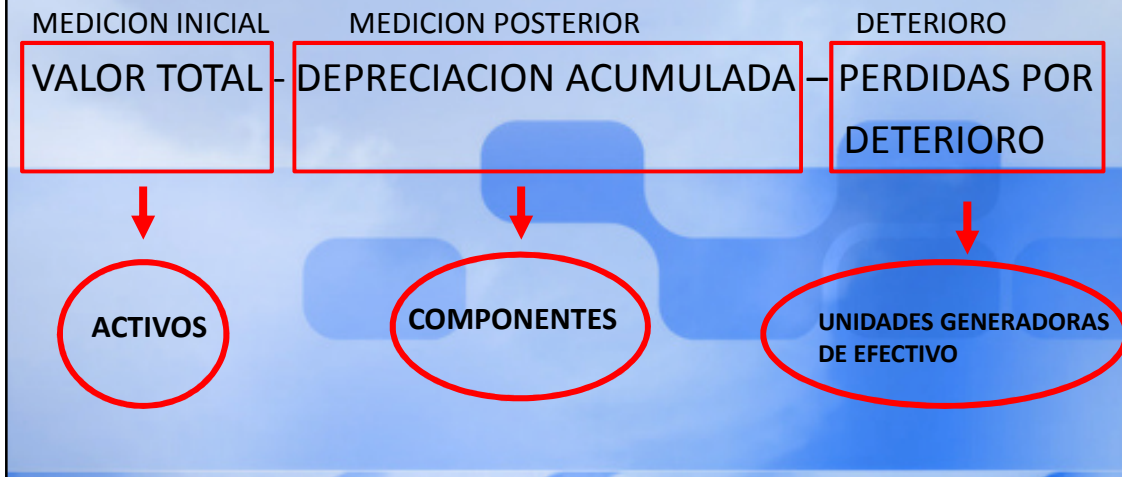 MEDICION INICIAL MEDICION POSTERIOR DETERIORO
VALOR TOTAL - DEPRECIACION ACUMULADA – PERDIDAS POR
DETERIORO
ACTIVOS
COMPONENTES
UNIDADES GENERADORAS
DE EFECTIVO